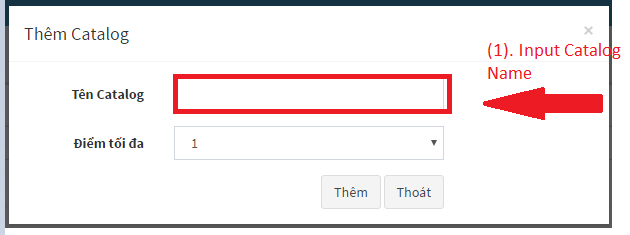 Thêm Catalog
×
(1). Input Catalog
Name
Tên Catalog
Điểm tối đa
1
Thêm
Thoát